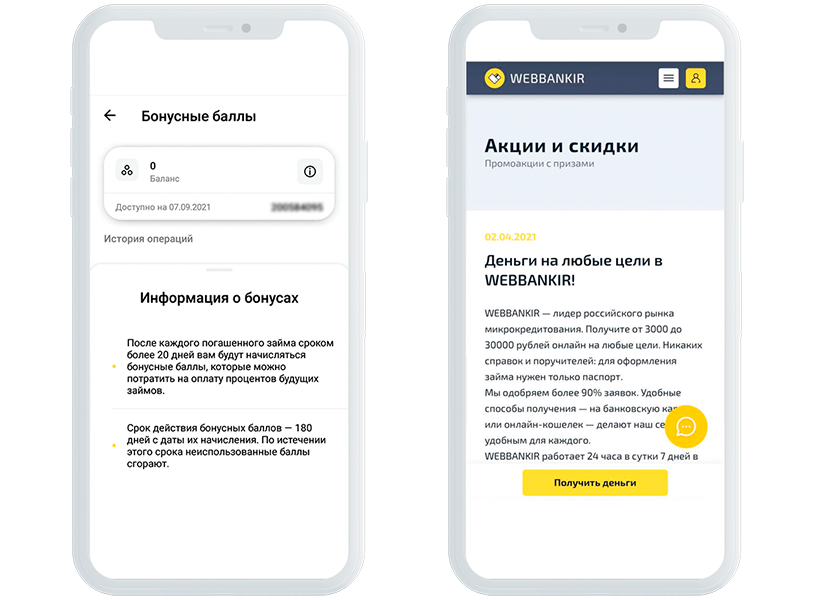 Бонусные баллы
0
Баланс
Доступно на 07.09.2021
История операций
Информация о бонусах
После каждого погашенного займа сроком
более 20 дней вам будут начисляться
бонусные баллы, которые можно
потратить на оплату процентов будущих
займов.
Срок действия бонусных баллов — 180
дней с даты их начисления. По истечении
этого срока неиспользованные баллы
сгорают.
WEBBANKIR
Акции и скидки
Промоакции с призами
02.04.2021
Деньги на любые цели в
WEBBANKIR!
WEBBANKIR — лидер российского рынка
микрокредитования. Получите от 3000 до
30000 рублей онлайн на любые цели. Никаких
справок и поручителей: для оформления
займа нужен только паспорт.
Мы одобряем более 90% заявок. Удобные
способы получения — на банковскую
или онлайн-кошелек — делают наш
удобным для каждого.
WEBBANKIR работает 24 часа в сутки 7 дней в
Получить деньги